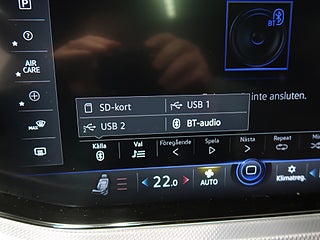 P
BT
AIR
CARE
inte ansluten.
SD-kort
USB 1
USB 2
BT-audio
MAX
Källa
Val
Föregående
Spela
Nästa
Repeat
22.0
AUTO
Klimatreg.